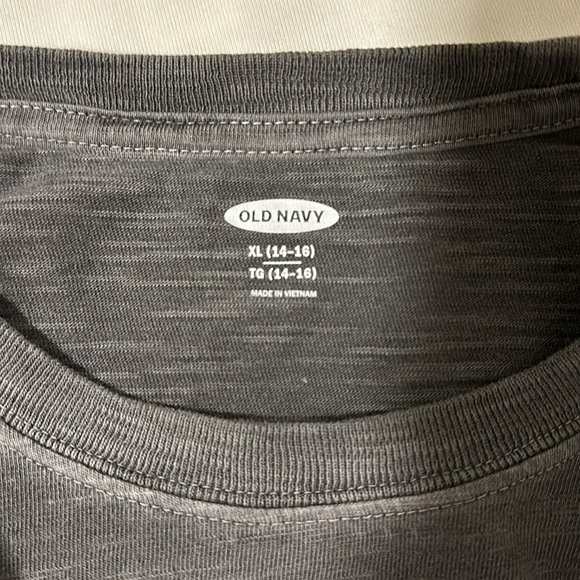 OLD NAVY
XL (14-16)
TG (14-16)
MADE IN VIETNAM